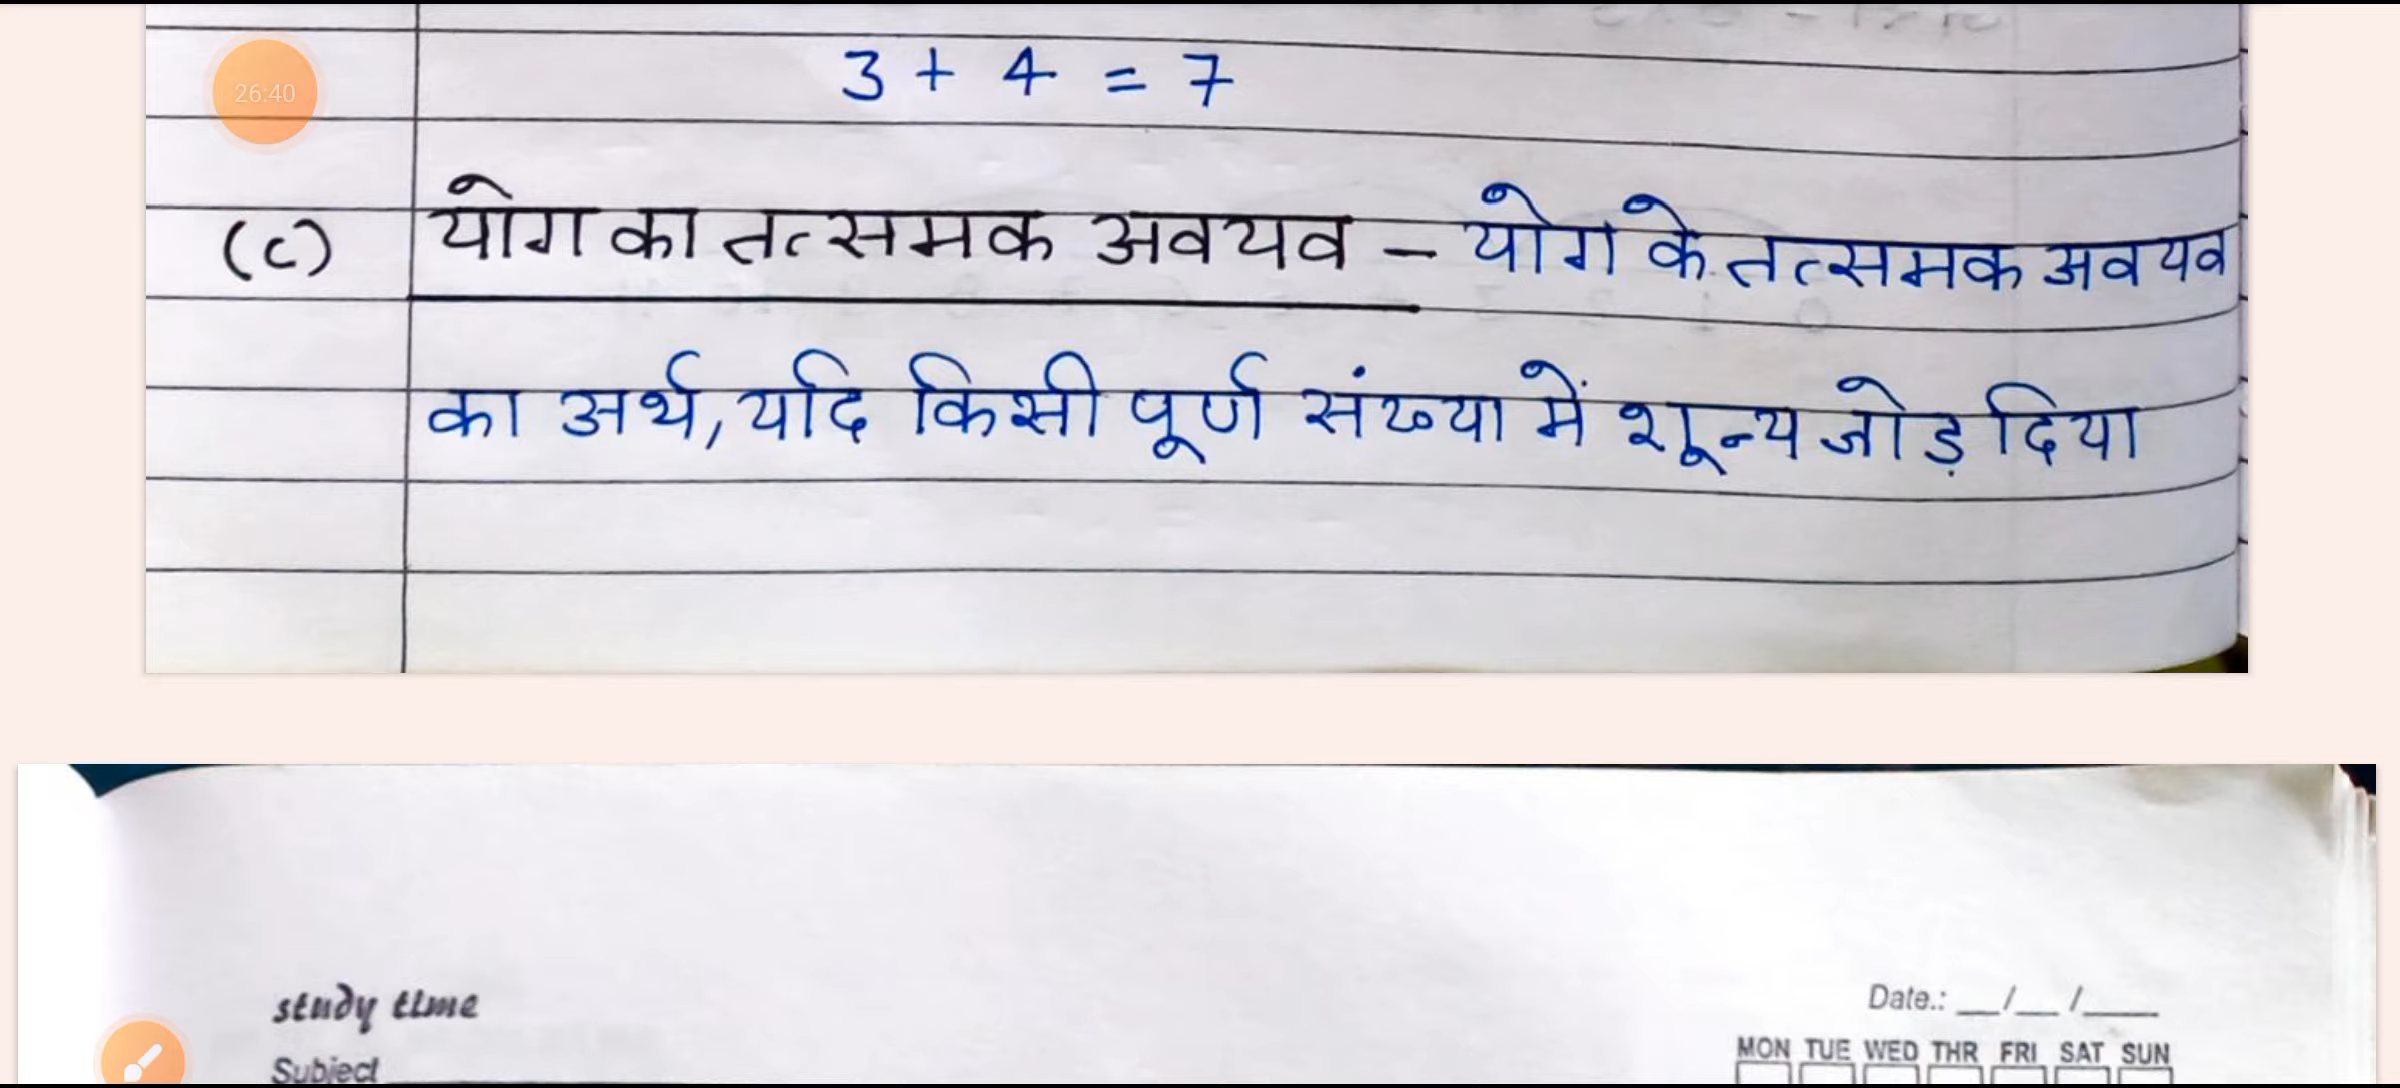 3 + 4 = 7
26:40
(c) योग का तत्समक अवयव – योग के तत्समक अवयव
का अर्थ, यदि किसी पूर्ण संख्या में शून्य जोड़ दिया
study time
Date.: __/__/____
Subject
MON TUE WED THR FRI SAT SUN